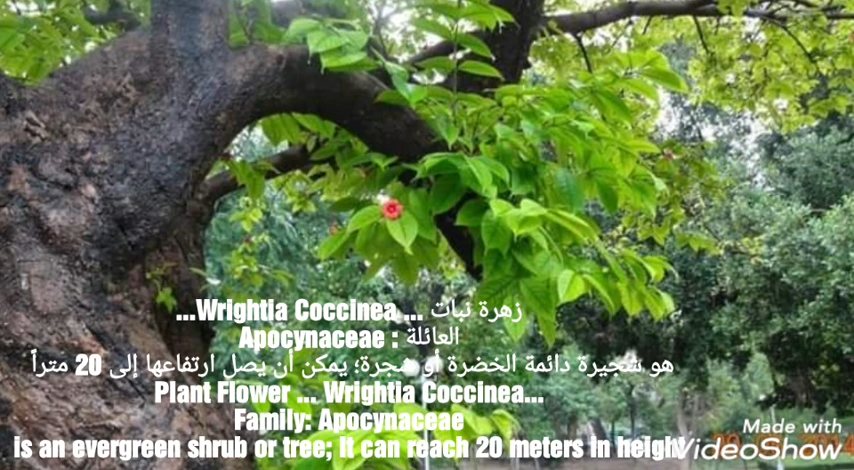 زهرة نبات ... Wrightia Coccinea...
العائلة : Apocynaceae
هو شجيرة دائمة الخضرة أو شجرة؛ يمكن أن يصل ارتفاعها إلى 20 متراً
Plant Flower ... Wrightia Coccinea...
Family: Apocynaceae
is an evergreen shrub or tree; it can reach 20 meters in height
Made with
VideoShow